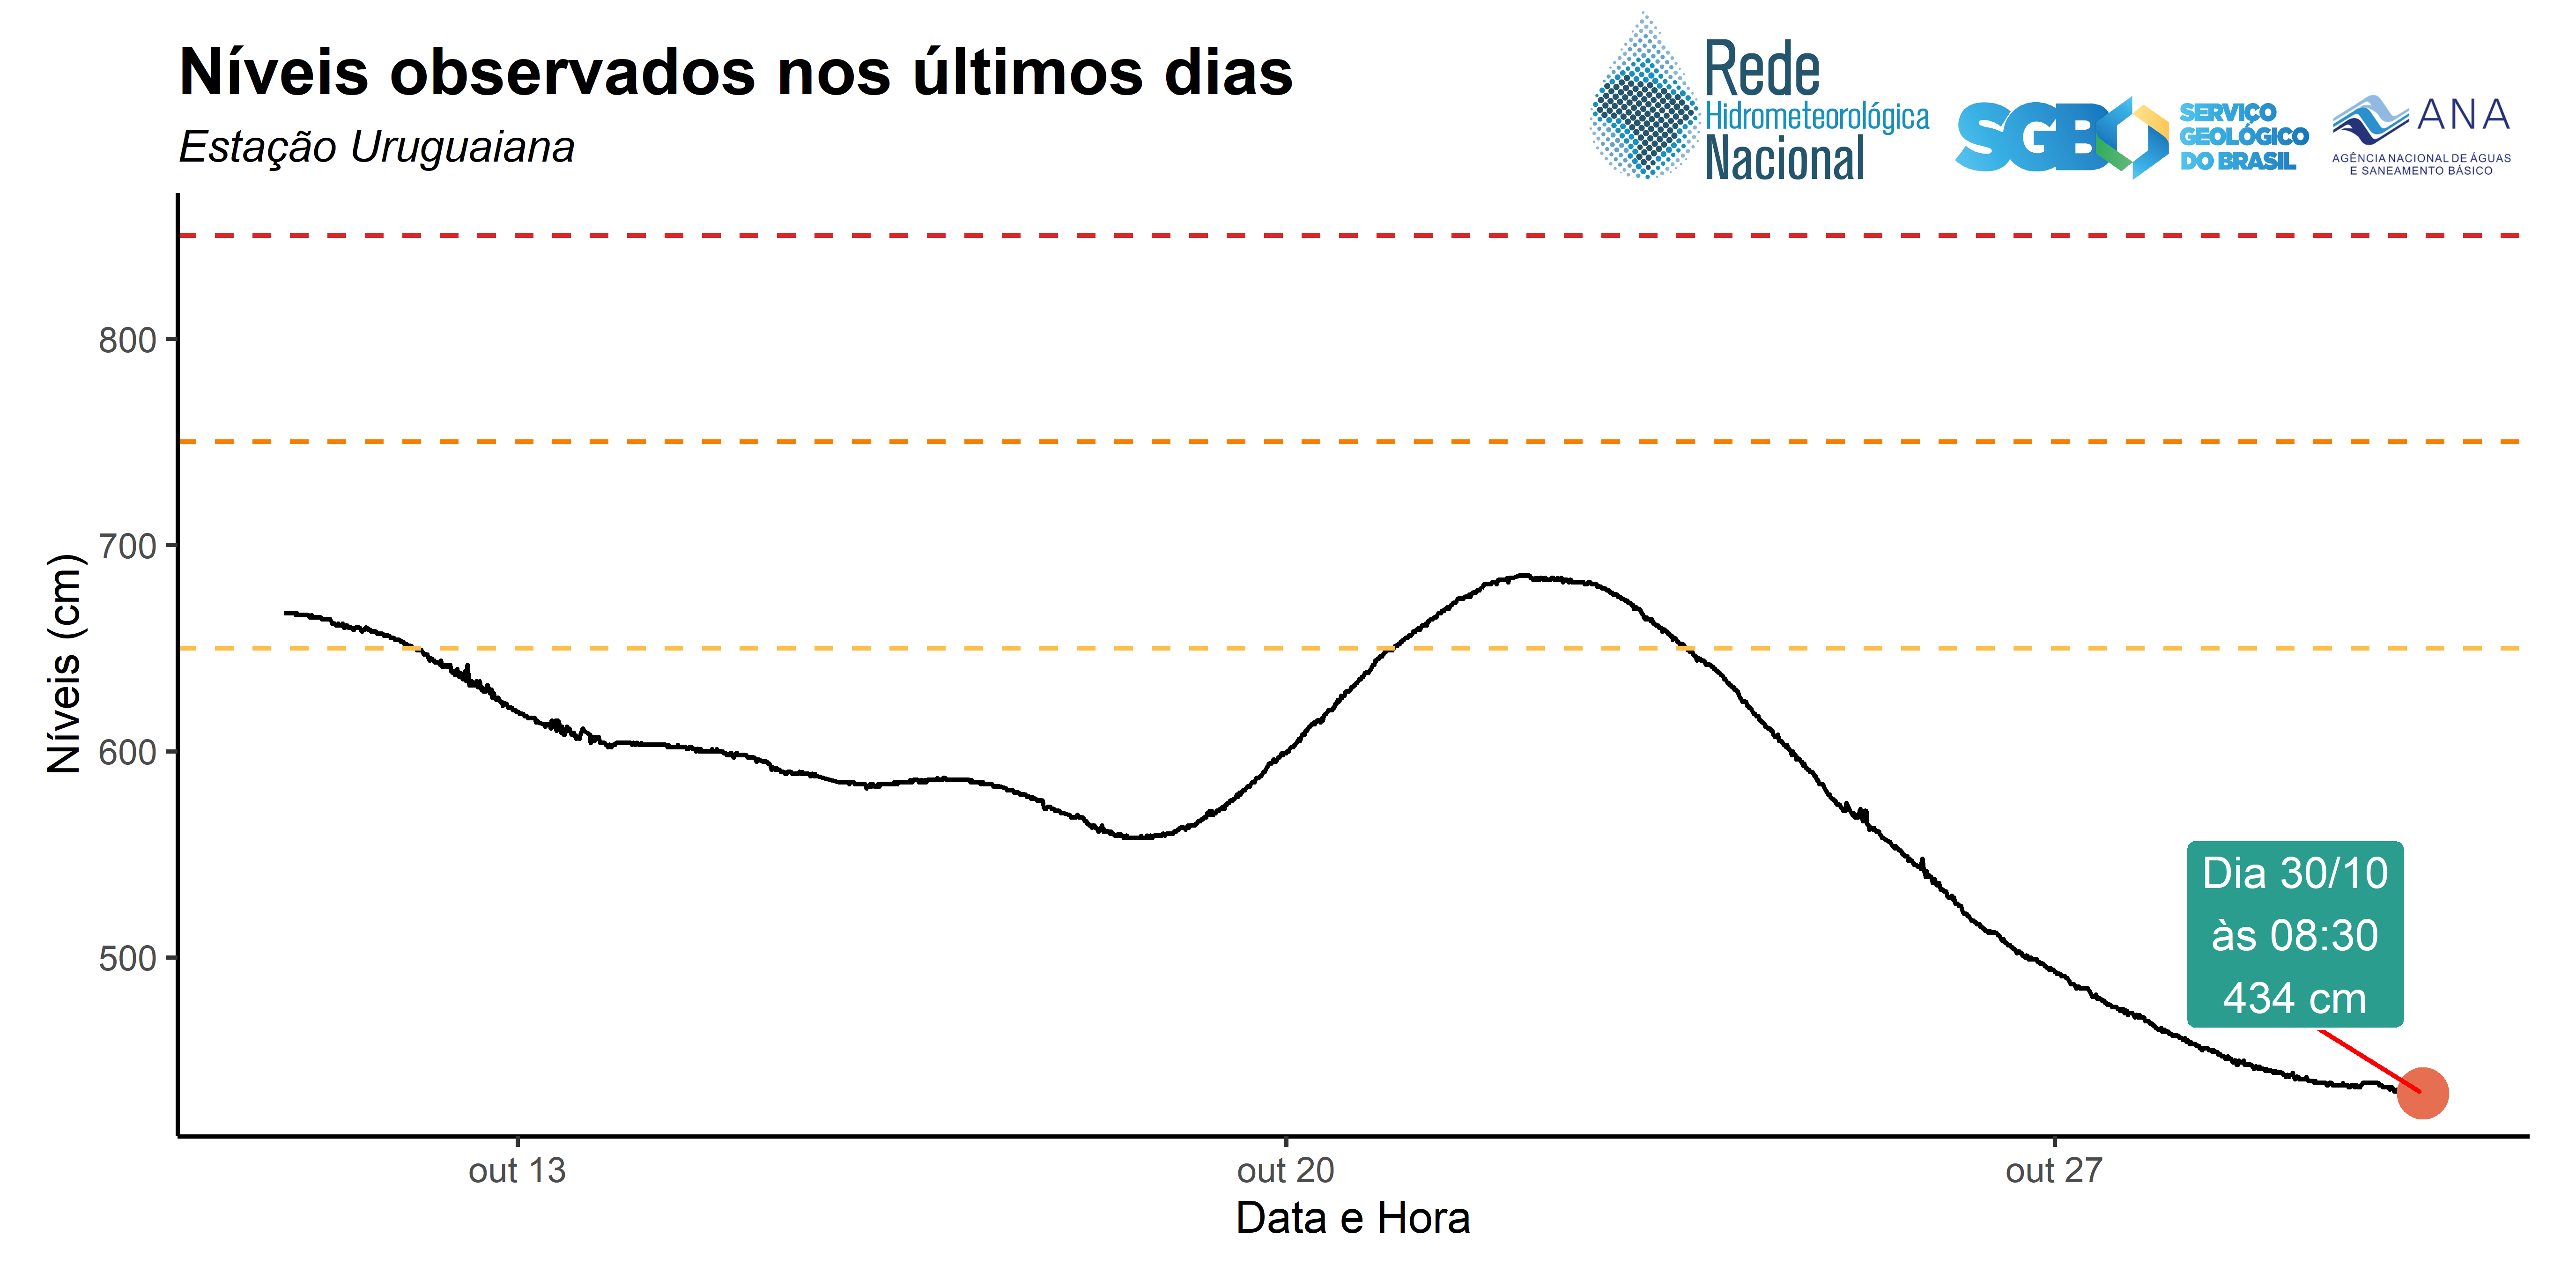 Níveis observados nos últimos dias
Estação Uruguaiana
Rede
Hidrometeorológica
Nacional
SGB
SERVIÇO
GEOLÓGICO
DO BRASIL
ANA
AGÊNCIA NACIONAL DE ÁGUAS
E SANEAMENTO BÁSICO
Níveis (cm)
800
700
600
500
Dia 30/10
às 08:30
434 cm
out 13
out 20
out 27
Data e Hora